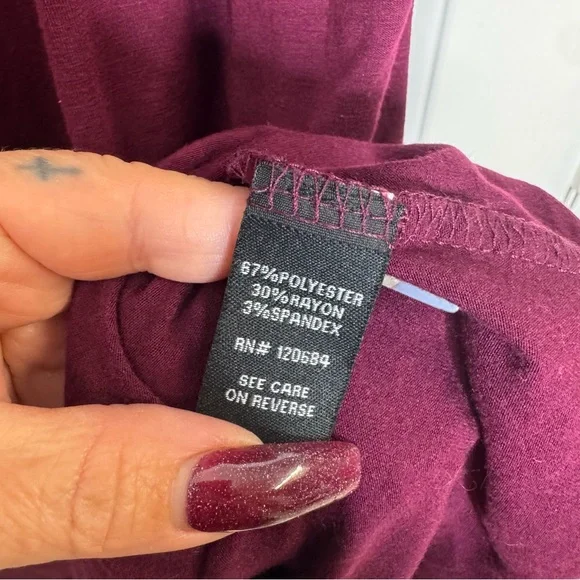 67%POLYESTER
30%RAYON
3%SPANDEX
RN# 120684
SEE CARE
ON REVERSE